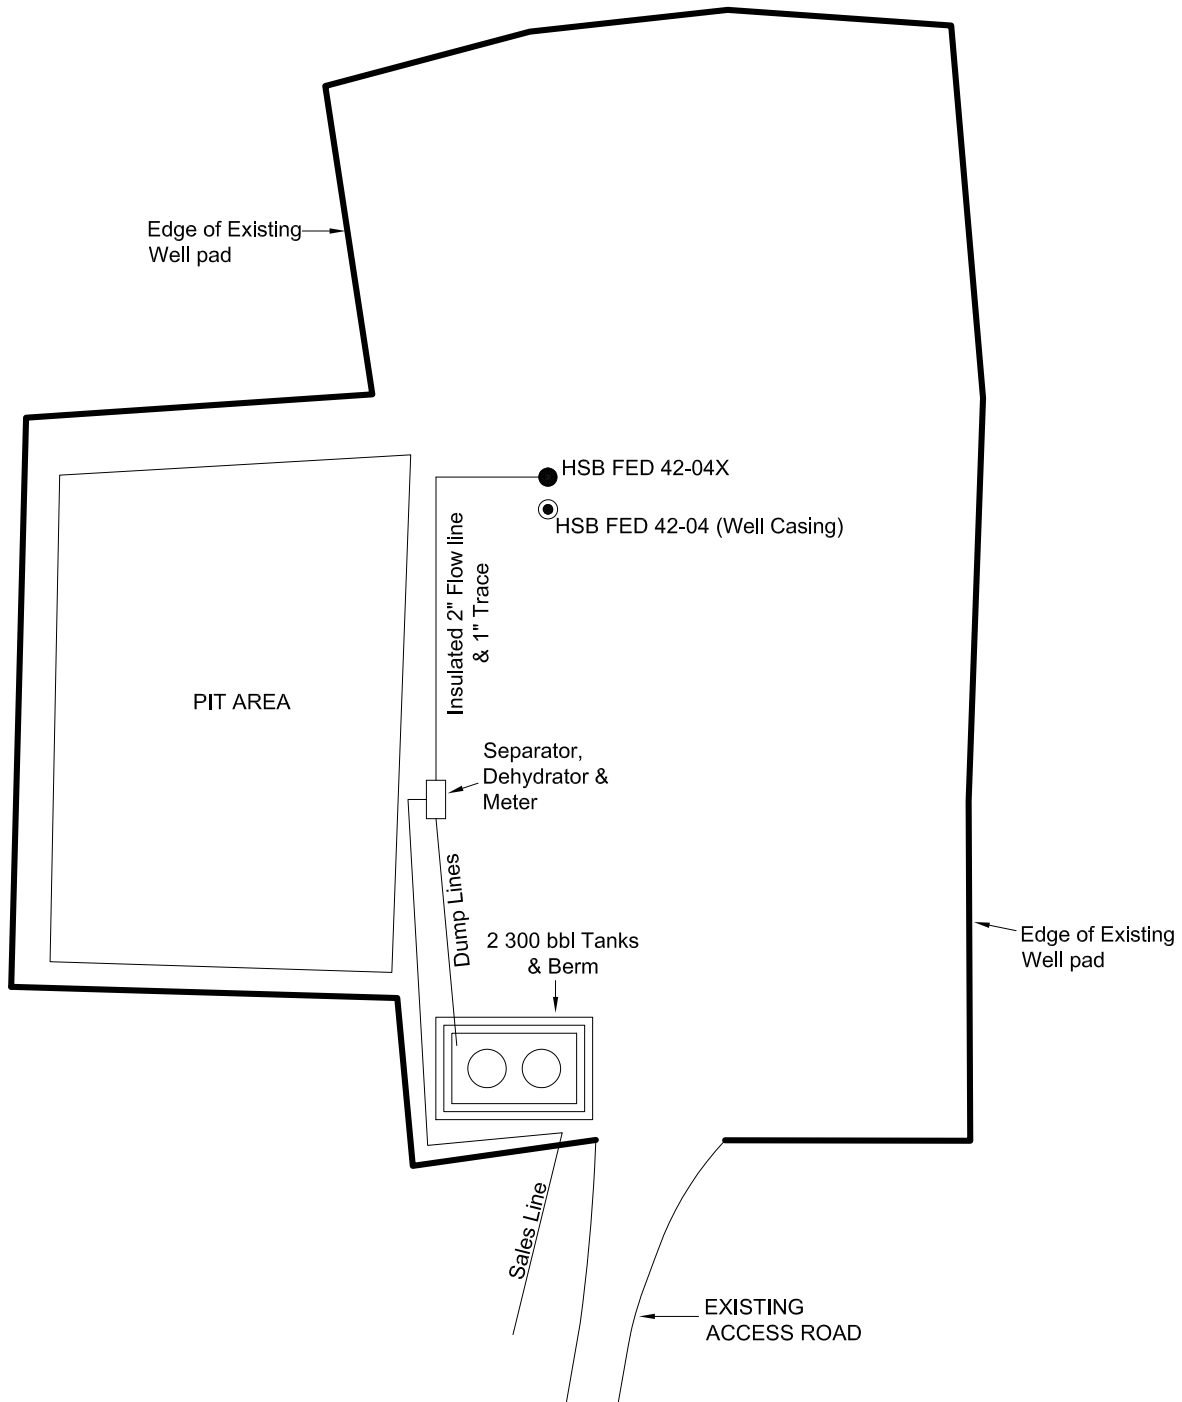 Edge of Existing
Well pad
HSB FED 42-04X
HSB FED 42-04 (Well Casing)
Insulated 2" Flow line
& 1" Trace
PIT AREA
Separator,
Dehydrator &
Meter
Dump Lines
2 300 bbl Tanks
& Berm
Edge of Existing
Well pad
Sales Line
EXISTING
ACCESS ROAD